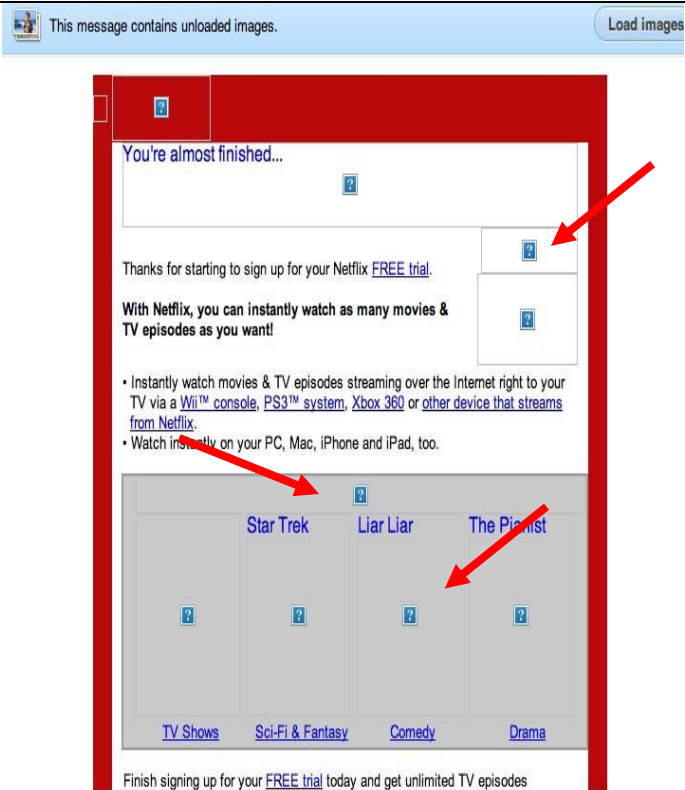 This message contains unloaded images.
Load images
You're almost finished...
Thanks for starting to sign up for your Netflix FREE trial.
With Netflix, you can instantly watch as many movies &
TV episodes as you want!
• Instantly watch movies & TV episodes streaming over the Internet right to your
TV via a Wii™ console, PS3™ system, Xbox 360 or other device that streams
from Netflix.
• Watch instantly on your PC, Mac, iPhone and iPad, too.
Star Trek Liar Liar The Pianist
TV Shows Sci-Fi & Fantasy Comedy Drama
Finish signing up for your FREE trial today and get unlimited TV episodes